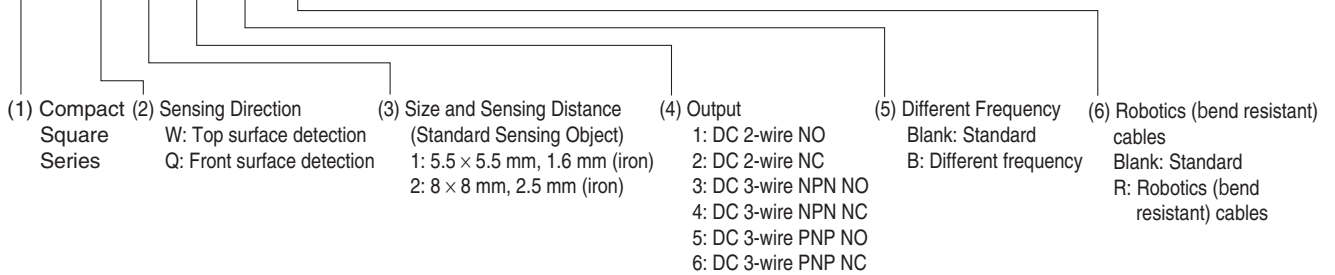 (1) Compact
Square
Series
(2) Sensing Direction
W: Top surface detection
Q: Front surface detection
(3) Size and Sensing Distance
(Standard Sensing Object)
1: 5.5 × 5.5 mm, 1.6 mm (iron)
2: 8 × 8 mm, 2.5 mm (iron)
(4) Output
1: DC 2-wire NO
2: DC 2-wire NC
3: DC 3-wire NPN NO
4: DC 3-wire NPN NC
5: DC 3-wire PNP NO
6: DC 3-wire PNP NC
(5) Different Frequency
Blank: Standard
B: Different frequency
(6) Robotics (bend resistant)
cables
Blank: Standard
R: Robotics (bend
resistant) cables